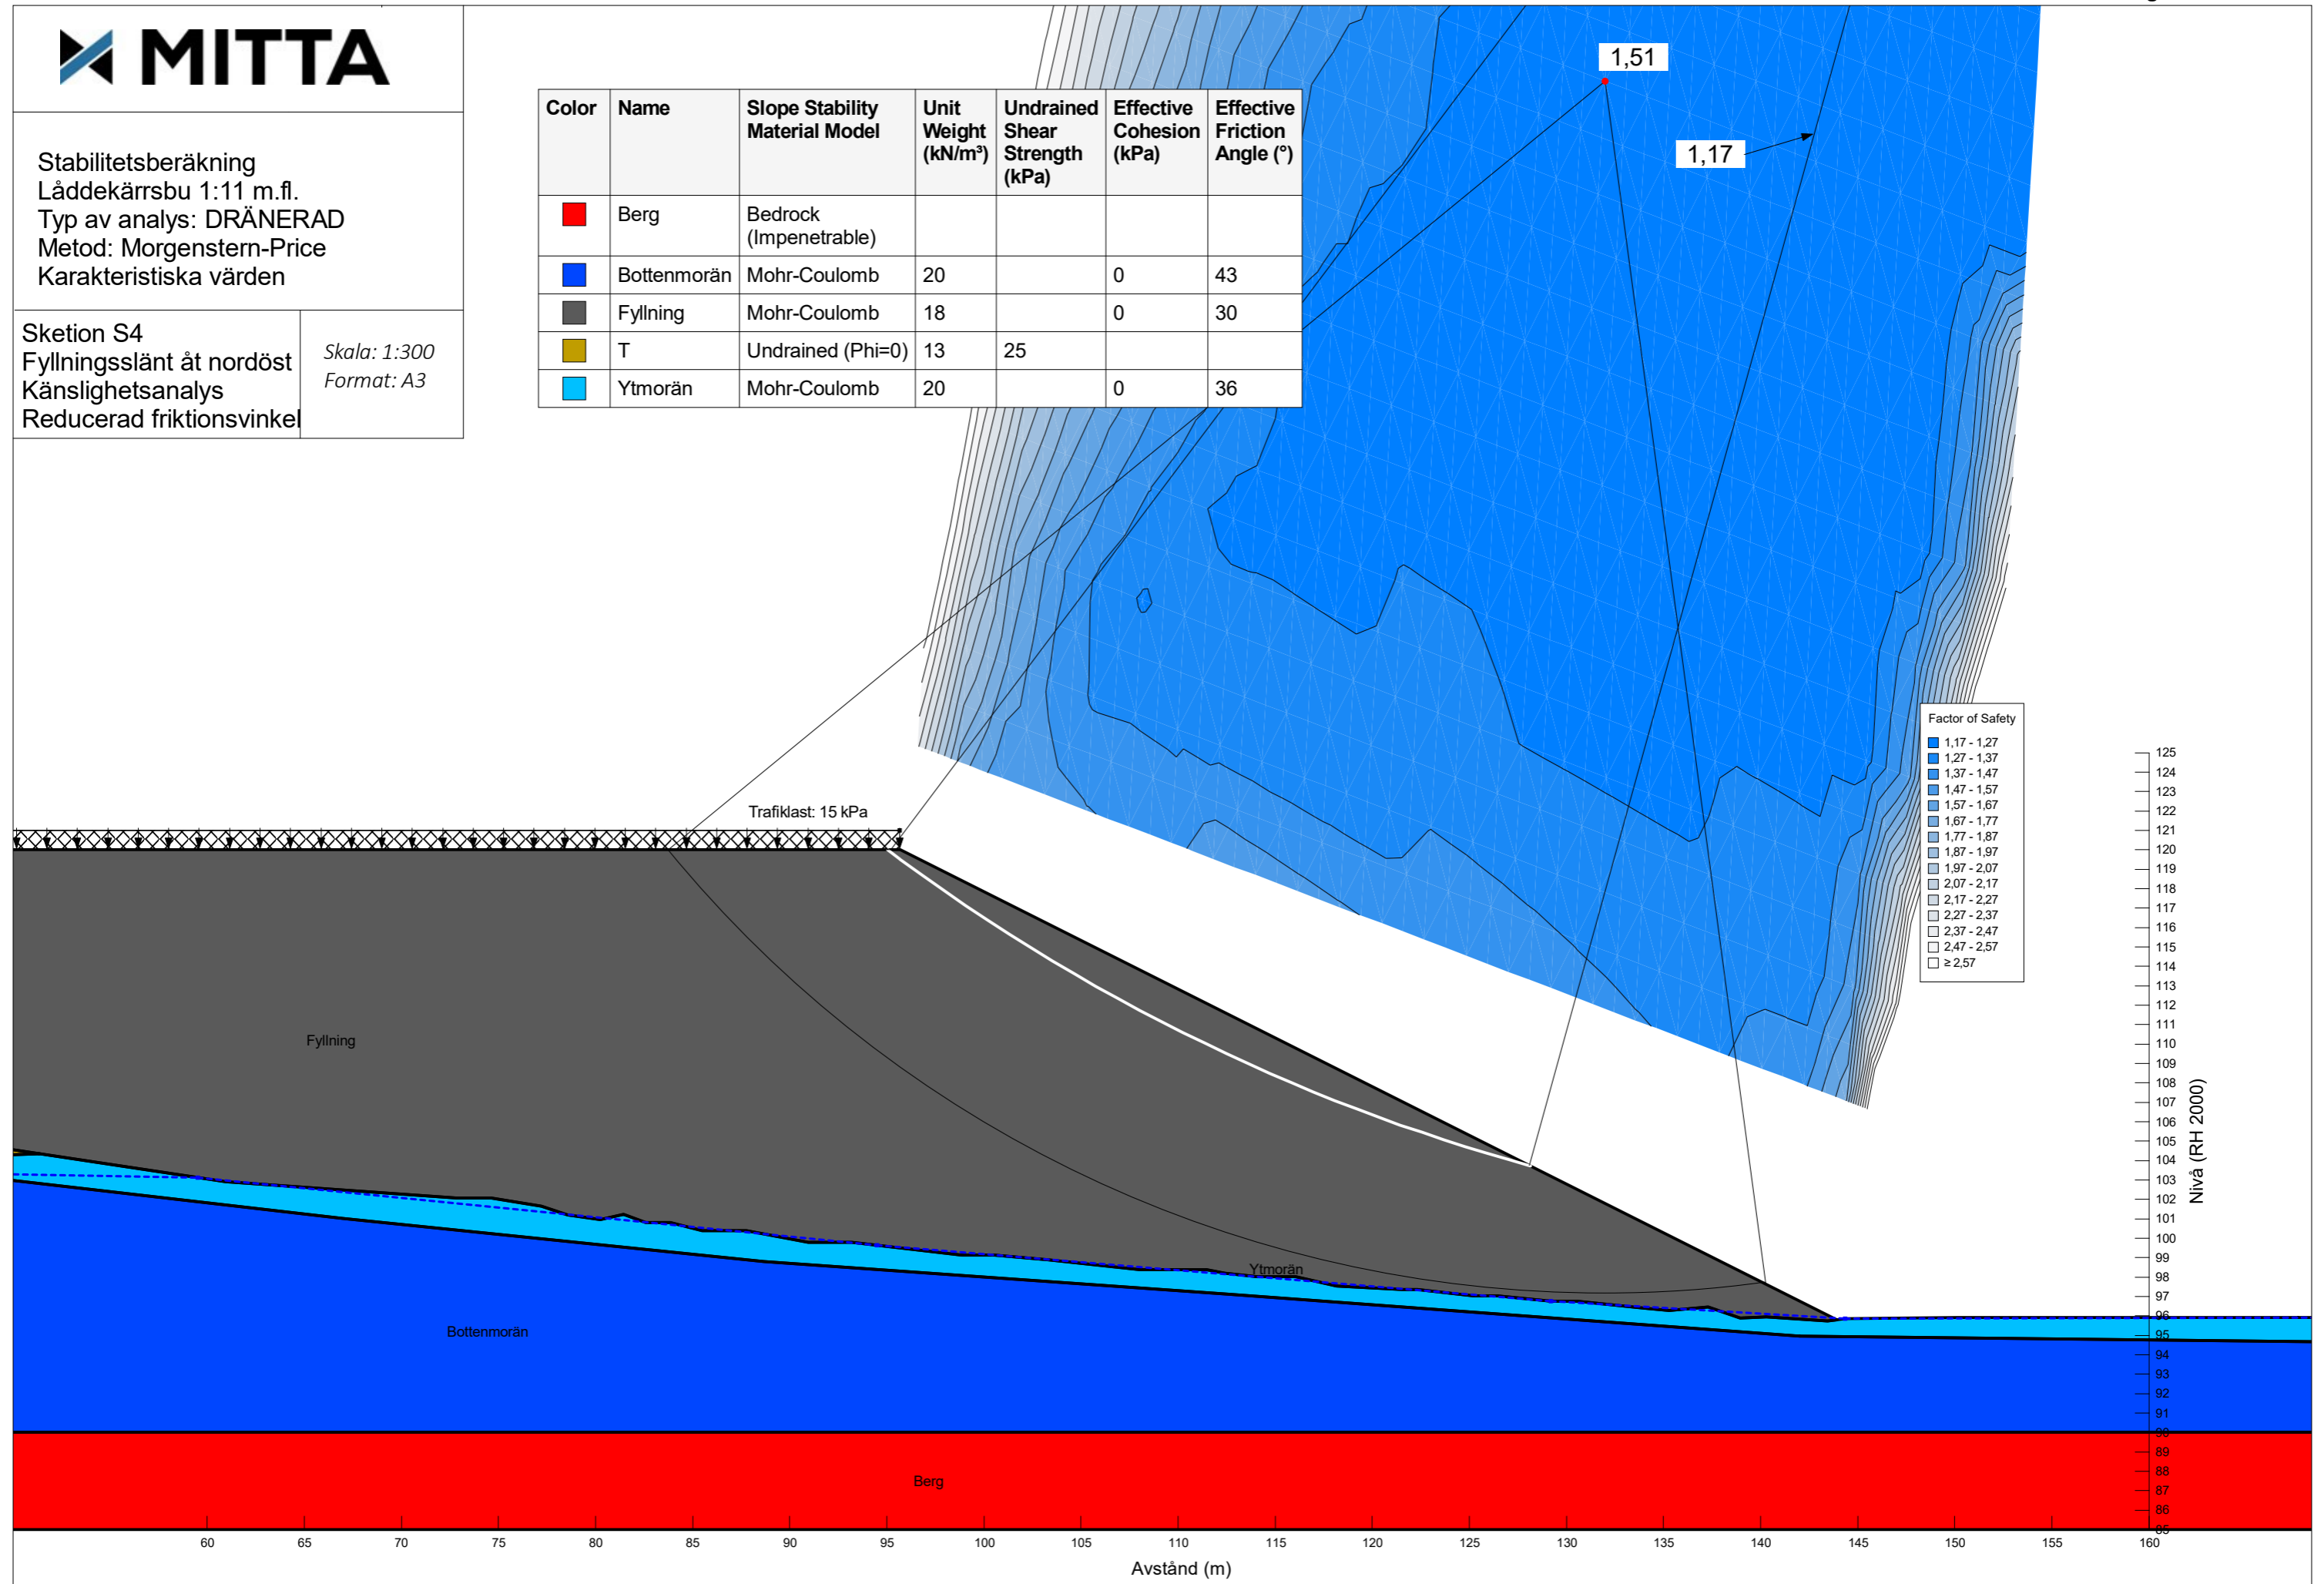 MITTA
Stabilitetsberäkning
Låddekärrsbu 1:11 m.fl.
Typ av analys: DRÄNERAD
Metod: Morgenstern-Price
Karakteristiska värden
Sketion S4
Fyllningsslänt åt nordöst
Känslighetsanalys
Reducerad friktionsvinkel
Skala: 1:300
Format: A3
Color Name Slope Stability Material Model Unit Weight (kN/m³) Undrained Shear Strength (kPa) Effective Cohesion (kPa) Effective Friction Angle (°)
Berg Bedrock (Impenetrable)
Bottenmorän Mohr-Coulomb 20 0 43
Fyllning Mohr-Coulomb 18 0 30
T Undrained (Phi=0) 13 25
Ytmorän Mohr-Coulomb 20 0 36
1,51
1,17
Factor of Safety
1,17 - 1,27
1,27 - 1,37
1,37 - 1,47
1,47 - 1,57
1,57 - 1,67
1,67 - 1,77
1,77 - 1,87
1,87 - 1,97
1,97 - 2,07
2,07 - 2,17
2,17 - 2,27
2,27 - 2,37
2,37 - 2,47
2,47 - 2,57
≥ 2,57
Trafiklast: 15 kPa
Fyllning
Ytmorän
Bottenmorän
Berg
125
124
123
122
121
120
119
118
117
116
115
114
113
112
111
110
109
108
107
106
105
104
103
102
101
100
99
98
97
96
95
94
93
92
91
90
89
88
87
86
85
Nivå (RH 2000)
60 65 70 75 80 85 90 95 100 105 110 115 120 125 130 135 140 145 150 155 160
Avstånd (m)